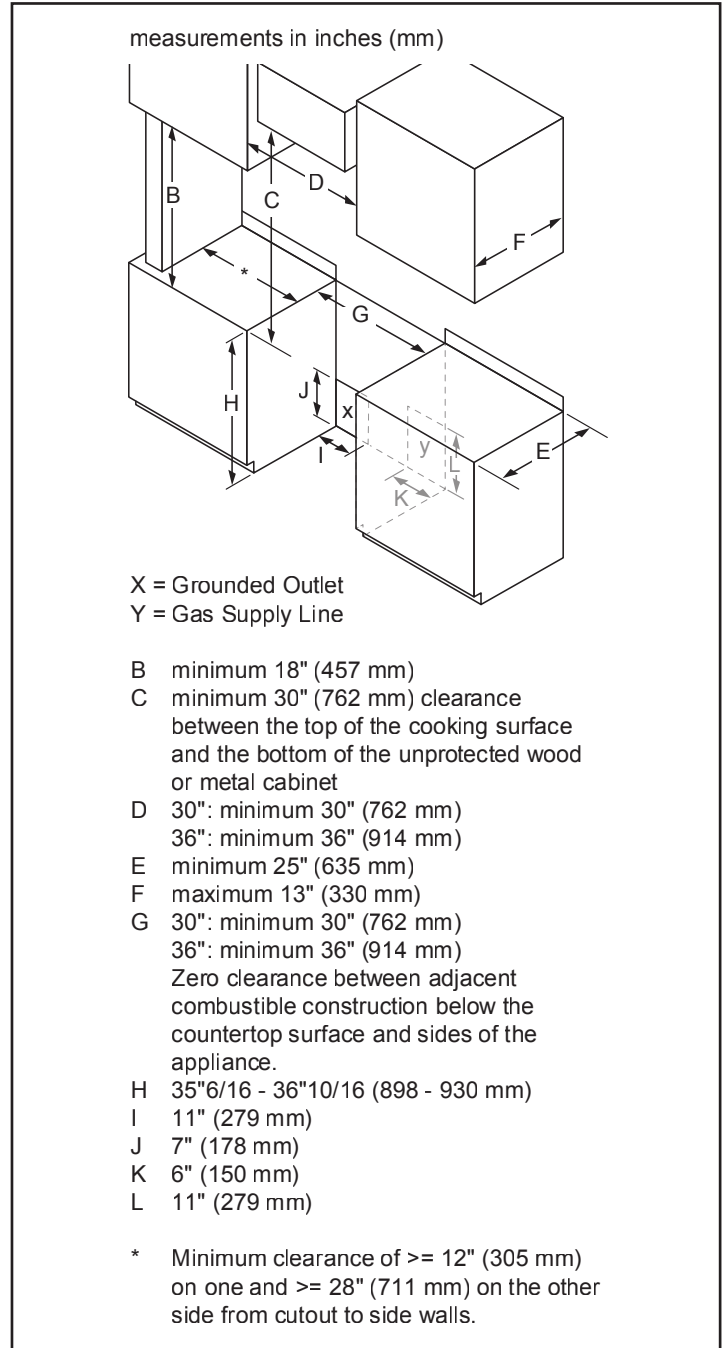 measurements in inches (mm)
B
C
D
F
*
G
H
J
x
I
y
L
K
E
X = Grounded Outlet
Y = Gas Supply Line
B minimum 18" (457 mm)
C minimum 30" (762 mm) clearance
between the top of the cooking surface
and the bottom of the unprotected wood
or metal cabinet
D 30": minimum 30" (762 mm)
36": minimum 36" (914 mm)
E minimum 25" (635 mm)
F maximum 13" (330 mm)
G 30": minimum 30" (762 mm)
36": minimum 36" (914 mm)
Zero clearance between adjacent
combustible construction below the
countertop surface and sides of the
appliance.
H 35"6/16 - 36"10/16 (898 - 930 mm)
I 11" (279 mm)
J 7" (178 mm)
K 6" (150 mm)
L 11" (279 mm)
* Minimum clearance of >= 12" (305 mm)
on one and >= 28" (711 mm) on the other
side from cutout to side walls.